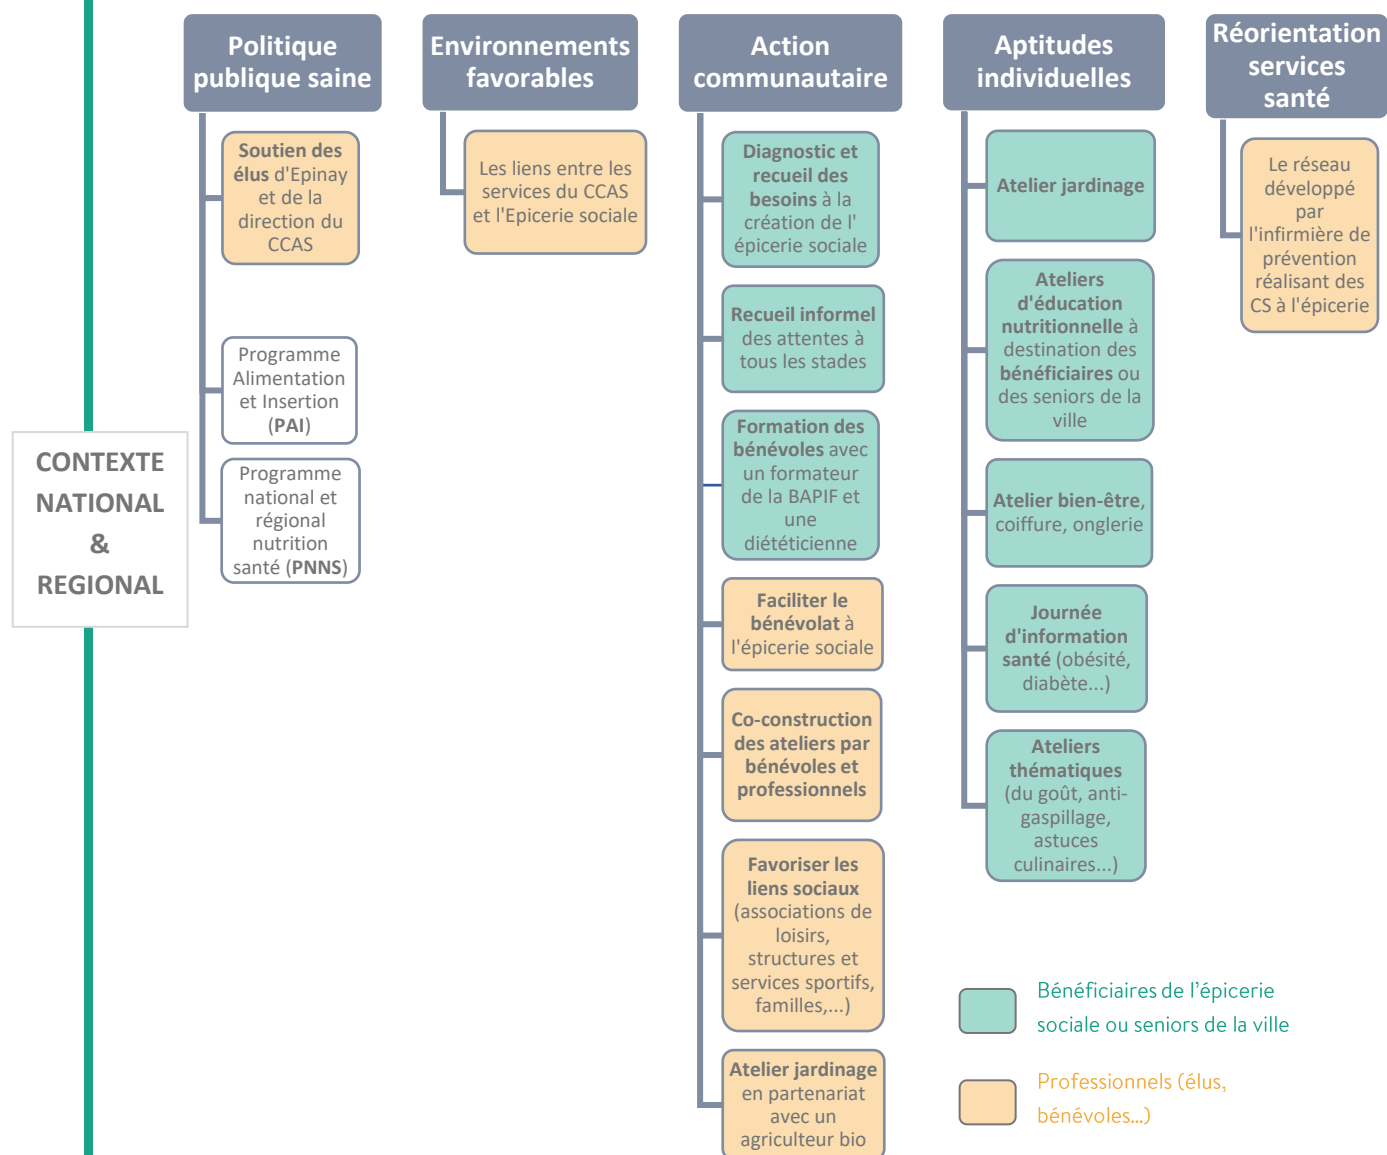 Politique
publique saine
Soutien des
élus d'Epinay
et de la
direction du
CCAS
Programme
Alimentation
et Insertion
(PAI)
Programme
national et
régional
nutrition
santé (PNNS)
CONTEXTE
NATIONAL
&
REGIONAL
Environnements
favorables
Les liens entre les
services du CCAS
et l'Epicerie sociale
Action
communautaire
Diagnostic et
recueil des
besoins à la
création de l'
épicerie sociale
Recueil informel
des attentes à
tous les stades
Formation des
bénévoles avec
un formateur
de la BAPIF et
une
diététicienne
Faciliter le
bénévolat à
l'épicerie sociale
Co-construction
des ateliers par
bénévoles et
professionnels
Favoriser les
liens sociaux
(associations de
loisirs,
structures et
services sportifs,
familles,...)
Atelier jardinage
en partenariat
avec un
agriculteur bio
Aptitudes
individuelles
Atelier jardinage
Ateliers
d'éducation
nutritionnelle à
destination des
bénéficiaires ou
des seniors de la
ville
Atelier bien-être,
coiffure, onglerie
Journée
d'information
santé (obésité,
diabète...)
Ateliers
thématiques
(du goût, anti-
gaspillage,
astuces
culinaires...)
Réorientation
services
santé
Le réseau
développé
par
l'infirmière de
prévention
réalisant des
CS à l'épicerie
Bénéficiaires de l'épicerie
sociale ou seniors de la ville
Professionnels (élus,
bénévoles...)